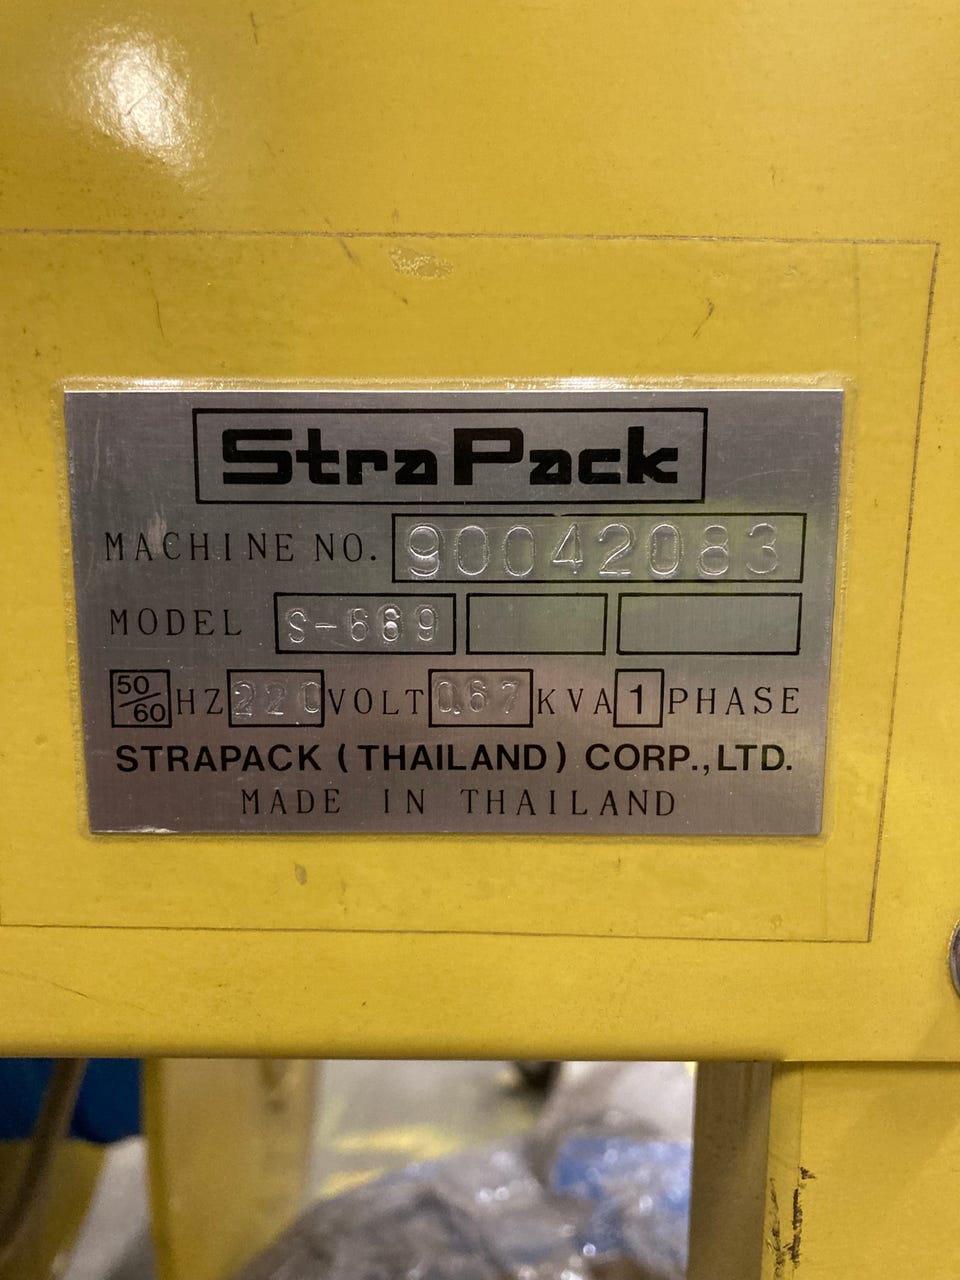 StraPack
MACHINE NO. 90042083
MODEL S-669
50/60 HZ 220 VOLT 0.67 KVA 1 PHASE
STRAPACK (THAILAND) CORP.,LTD.
MADE IN THAILAND